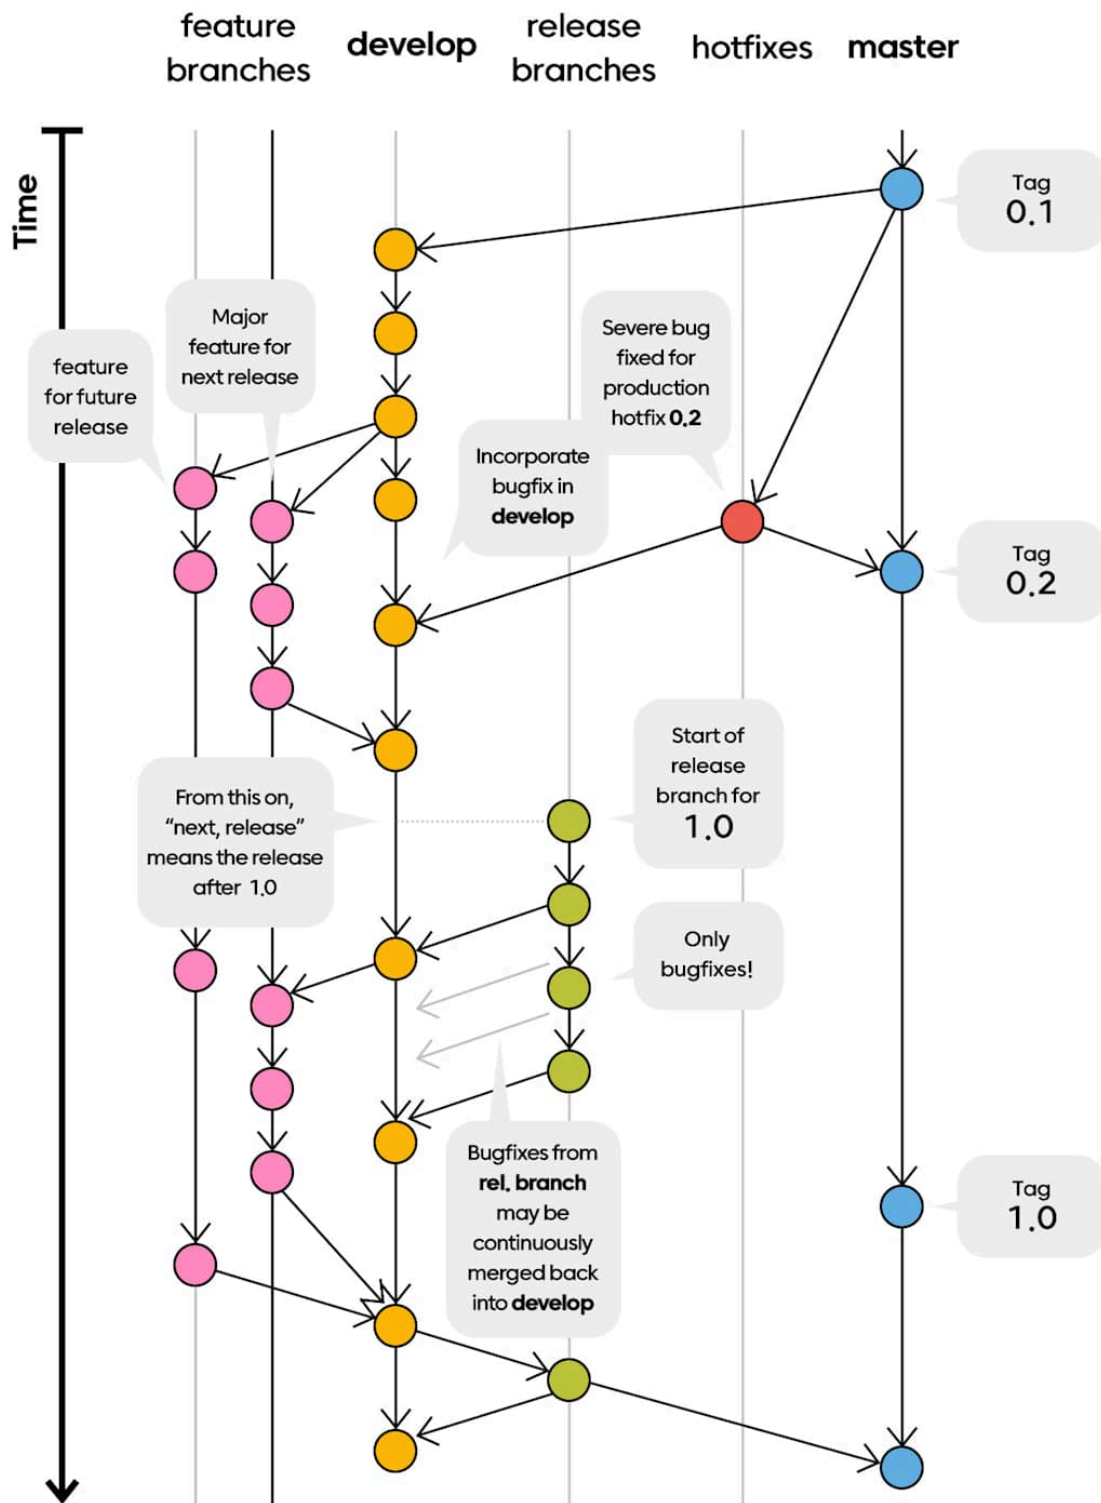 feature
branches
develop
release
branches
hotfixes
master
Time
Tag
0.1
Major
feature for
next release
feature
for future
release
Severe bug
fixed for
production
hotfix 0.2
Incorporate
bugfix in
develop
Tag
0.2
Start of
release
branch for
1.0
From this on,
“next, release”
means the release
after 1.0
Only
bugfixes!
Bugfixes from
rel. branch
may be
continuously
merged back
into develop
Tag
1.0